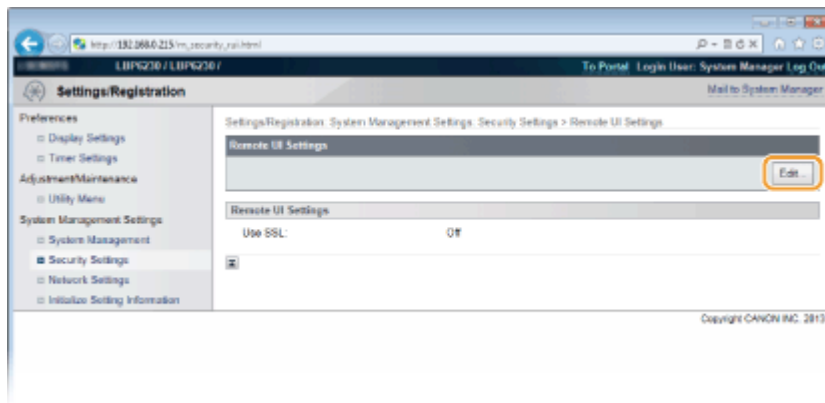 http://192.168.0.215/m_security_rui.html
LBP6230 / LBP6230 /
To Portal Login User: System Manager Log Out
Settings/Registration
Mail to System Manager
Preferences
Display Settings
Timer Settings
Adjustment/Maintenance
Utility Menu
System Management Settings
System Management
Security Settings
Network Settings
Initialize Setting Information
Settings/Registration: System Management Settings: Security Settings > Remote UI Settings
Remote UI Settings
Edit...
Remote UI Settings
Use SSL: Off
Copyright CANON INC. 2013